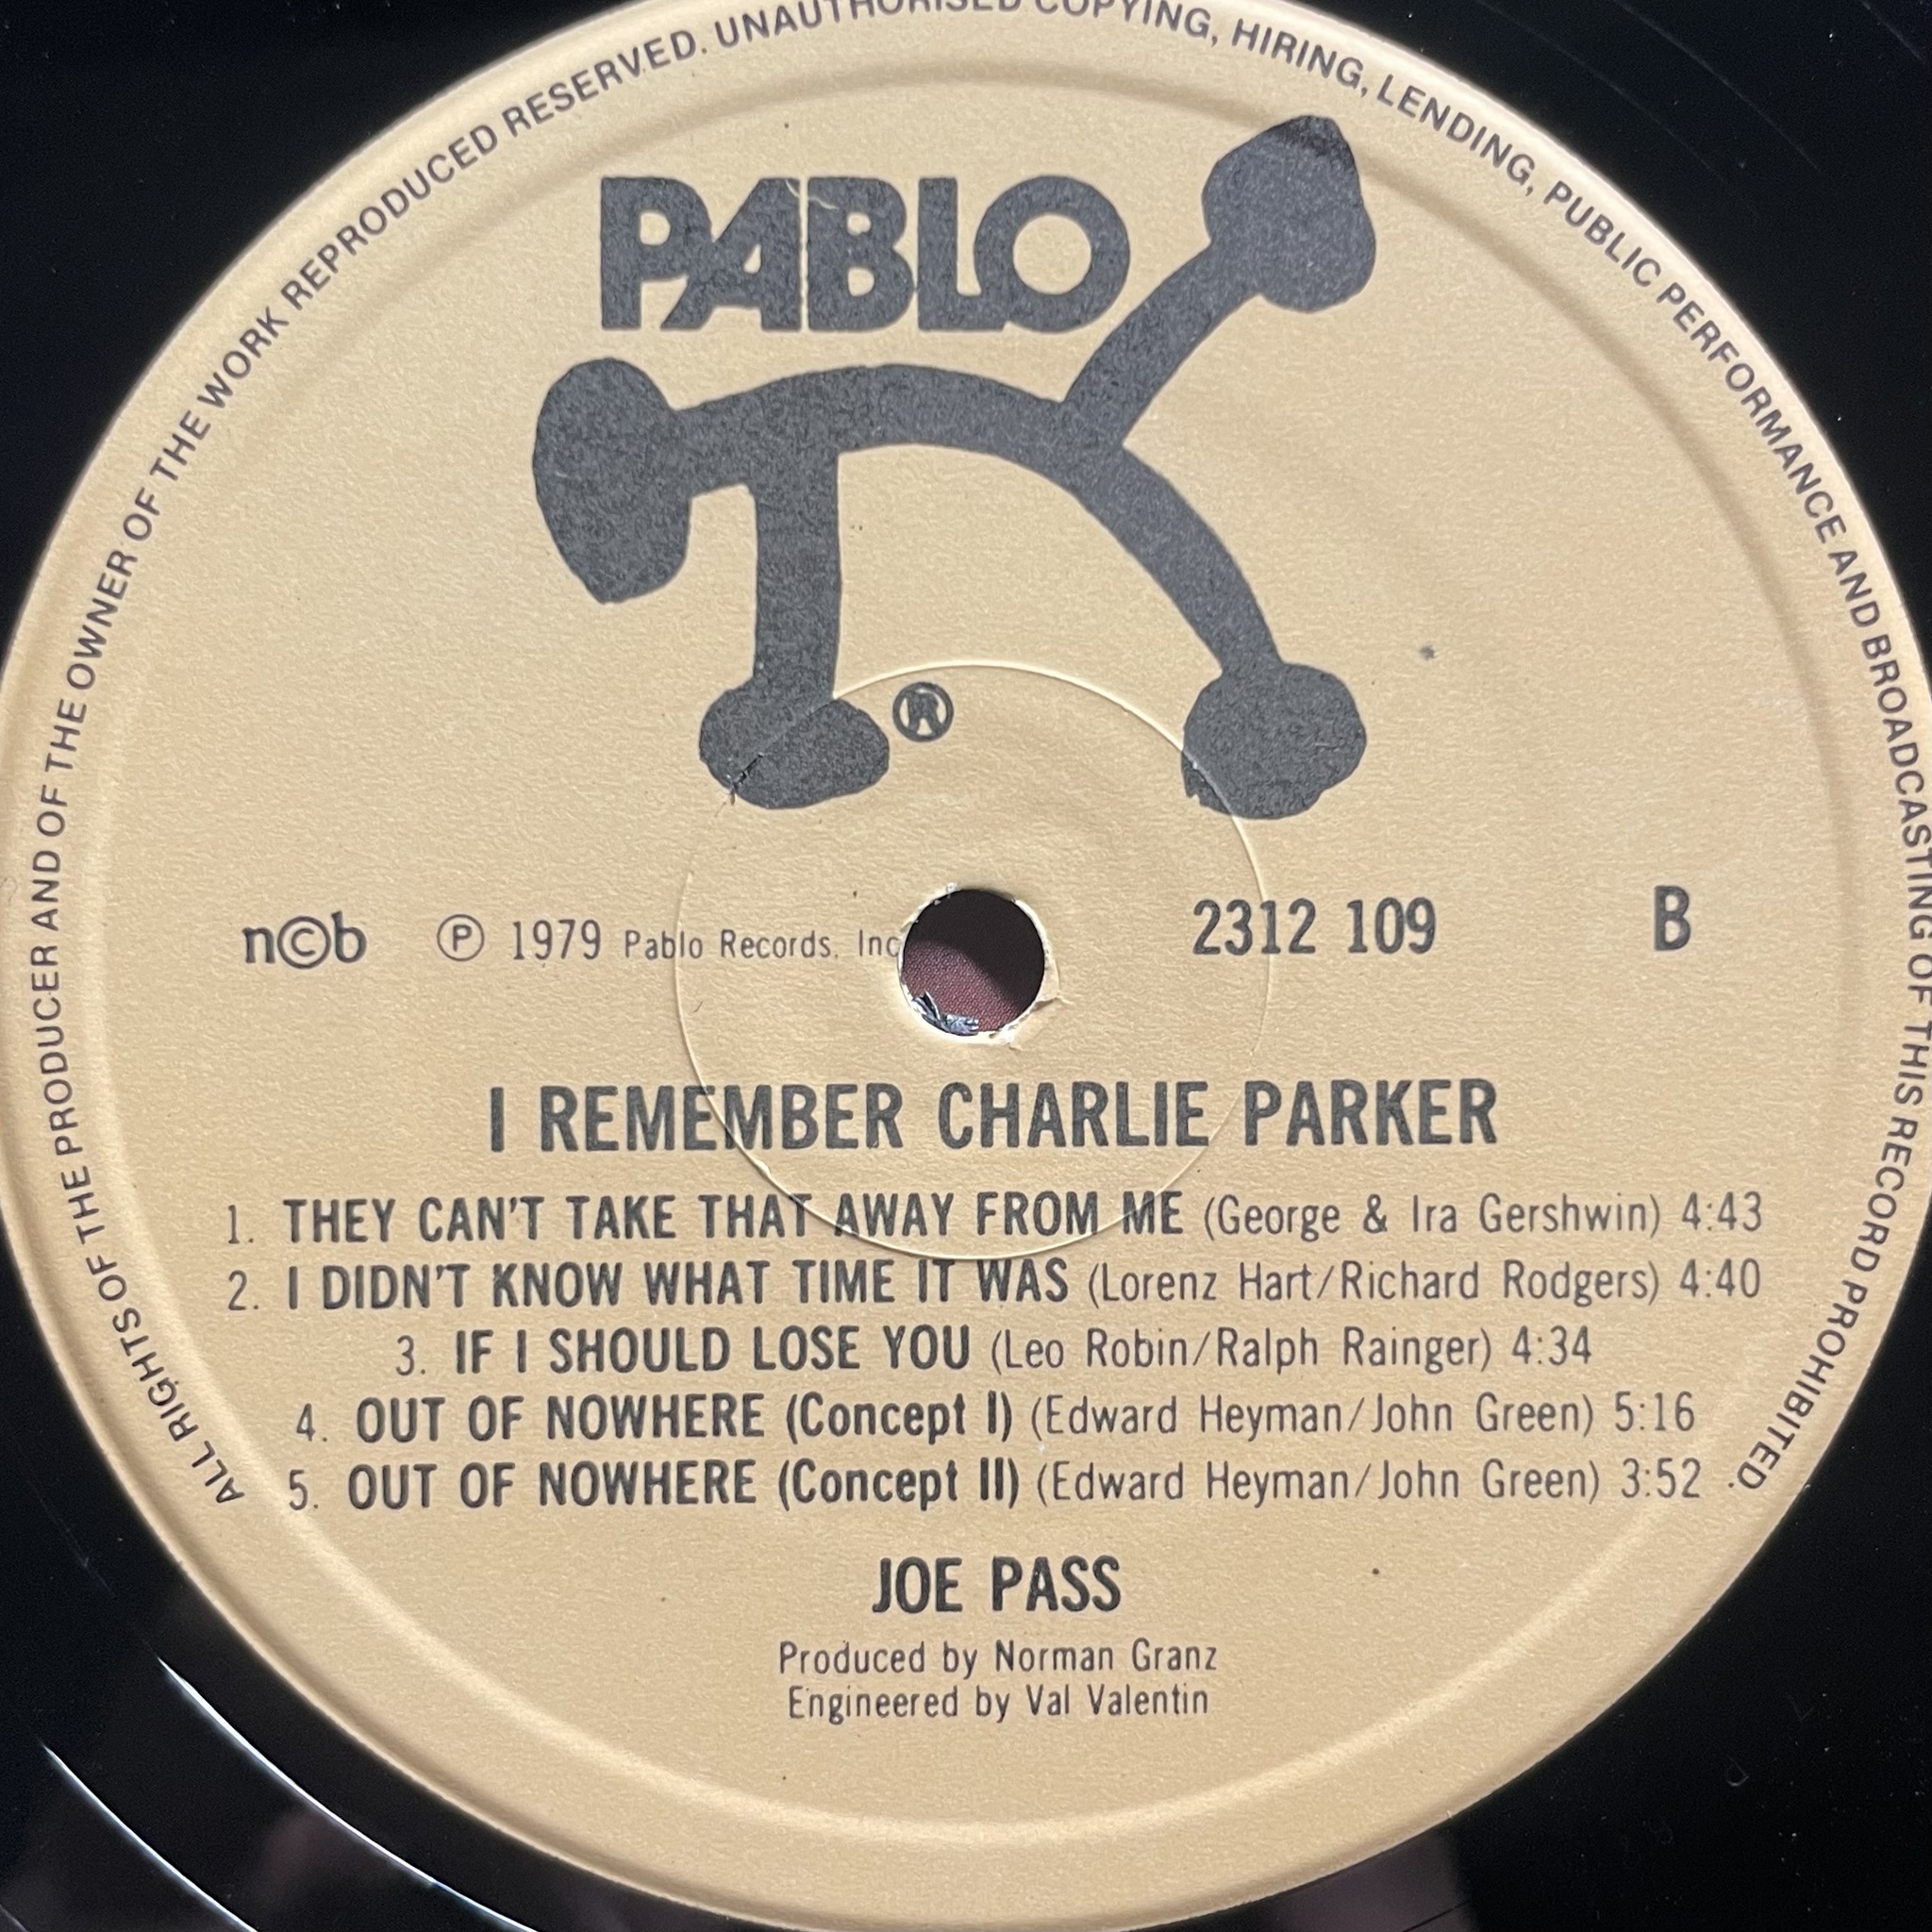 ALL RIGHTS OF THE PRODUCER AND OF THE OWNER OF THE WORK REPRODUCED RESERVED. UNAUTHORISED COPYING, HIRING, LENDING, PUBLIC PERFORMANCE AND BROADCASTING OF THIS RECORD PROHIBITED.
PABLO
®
n©b ℗ 1979 Pablo Records, Inc 2312 109 B
I REMEMBER CHARLIE PARKER
1. THEY CAN'T TAKE THAT AWAY FROM ME (George & Ira Gershwin) 4:43
2. I DIDN'T KNOW WHAT TIME IT WAS (Lorenz Hart/Richard Rodgers) 4:40
3. IF I SHOULD LOSE YOU (Leo Robin/Ralph Rainger) 4:34
4. OUT OF NOWHERE (Concept I) (Edward Heyman/John Green) 5:16
5. OUT OF NOWHERE (Concept II) (Edward Heyman/John Green) 3:52
JOE PASS
Produced by Norman Granz
Engineered by Val Valentin